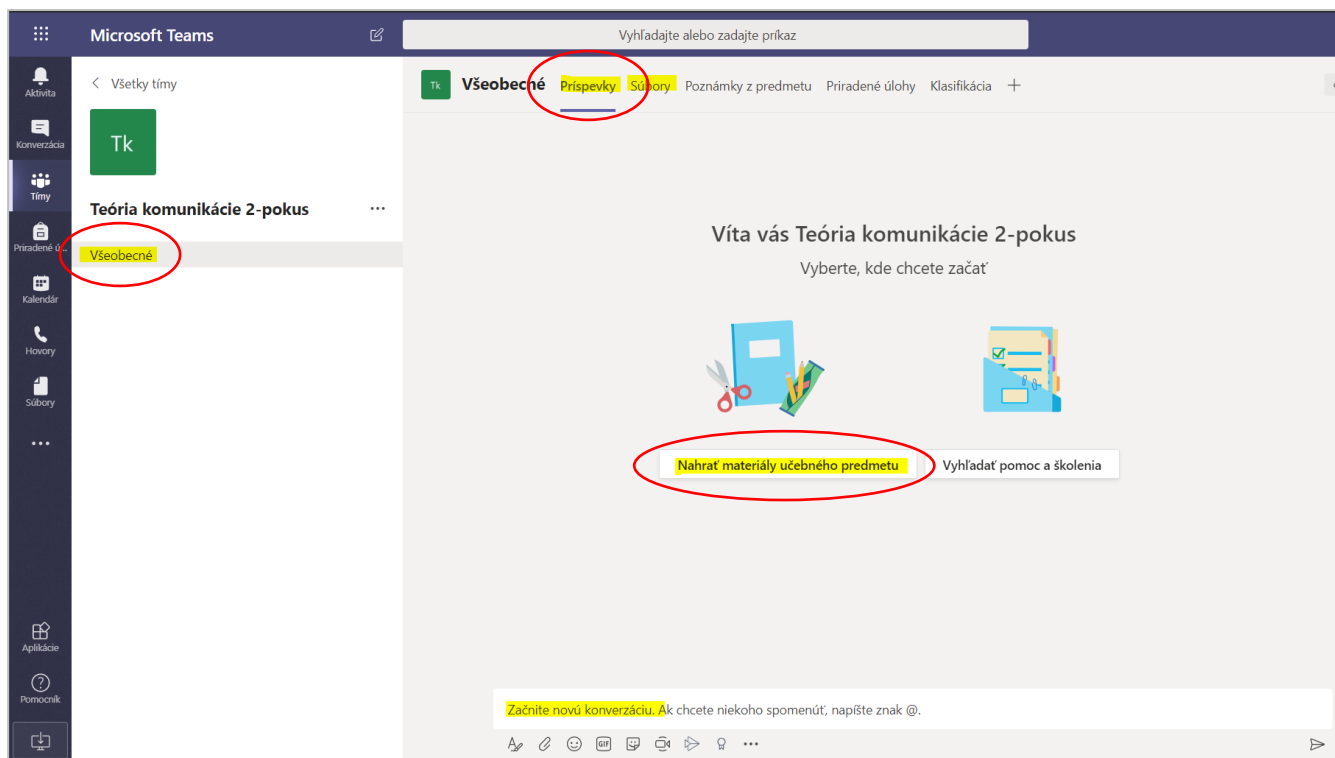 Microsoft Teams
Vyhľadajte alebo zadajte príkaz
Aktivita
Konverzácia
Tímy
Priradené ú...
Kalendár
Hovory
Súbory
Aplikácie
Pomocník
Všetky tímy
Tk
Teória komunikácie 2-pokus
Všeobecné
Tk Všeobecné Príspevky Súbory Poznámky z predmetu Priradené úlohy Klasifikácia
Víta vás Teória komunikácie 2-pokus
Vyberte, kde chcete začať
Nahrať materiály učebného predmetu Vyhľadať pomoc a školenia
Začnite novú konverzáciu. Ak chcete niekoho spomenúť, napíšte znak @.
GIF